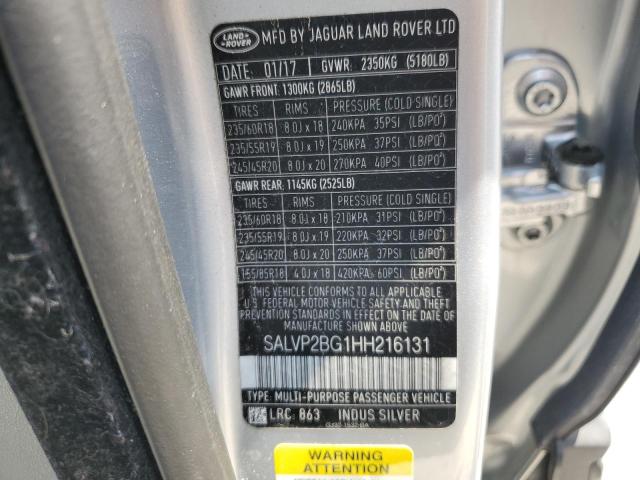 LAND ROVER MFD BY JAGUAR LAND ROVER LTD
DATE: 01/17 GVWR: 2350KG (5180LB)
GAWR FRONT: 1300KG (2865LB)
TIRES RIMS PRESSURE (COLD SINGLE)
235/60R18 8.0J x 18 240KPA 35PSI (LB/PO²)
235/55R19 8.0J x 19 250KPA 37PSI (LB/PO²)
245/45R20 8.0J x 20 270KPA 40PSI (LB/PO²)
GAWR REAR: 1145KG (2525LB)
TIRES RIMS PRESSURE (COLD SINGLE)
235/60R18 8.0J x 18 210KPA 31PSI (LB/PO²)
235/55R19 8.0J x 19 220KPA 32PSI (LB/PO²)
245/45R20 8.0J x 20 250KPA 37PSI (LB/PO²)
155/85R18 4.0J x 18 420KPA 60PSI (LB/PO²)
THIS VEHICLE CONFORMS TO ALL APPLICABLE
U.S. FEDERAL MOTOR VEHICLE SAFETY AND THEFT
PREVENTION STANDARDS IN EFFECT ON THE DATE OF
MANUFACTURE SHOWN ABOVE
SALVP2BG1HH216131
TYPE: MULTI-PURPOSE PASSENGER VEHICLE
LRC: 863 INDUS SILVER
WARNING
ATTENTION